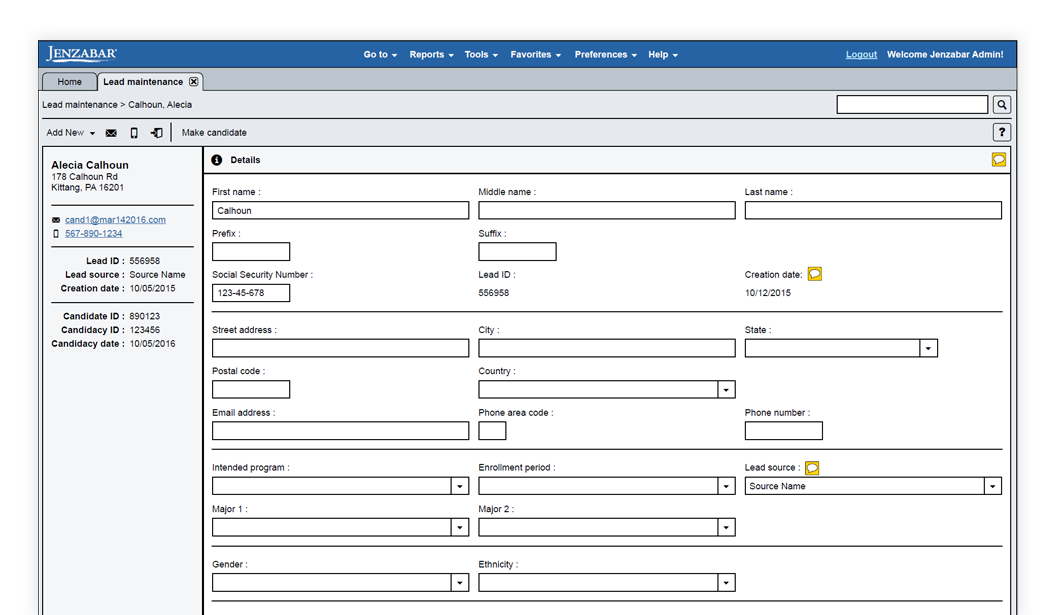 JENZABAR
Go to Reports Tools Favorites Preferences Help Logout Welcome Jenzabar Admin!
Home Lead maintenance
Lead maintenance > Calhoun, Alecia
Add New Make candidate ?
Alecia Calhoun
178 Calhoun Rd
Kittang, PA 16201
cand1@mar142016.com
567-890-1234
Lead ID : 556958
Lead source : Source Name
Creation date : 10/05/2015
Candidate ID : 890123
Candidacy ID : 123456
Candidacy date : 10/05/2016
Details
First name : Middle name : Last name :
Calhoun
Prefix : Suffix :
Social Security Number : Lead ID : Creation date:
123-45-678 556958 10/12/2015
Street address : City : State :
Postal code : Country :
Email address : Phone area code : Phone number :
Intended program : Enrollment period : Lead source :
Source Name
Major 1 : Major 2 :
Gender : Ethnicity :